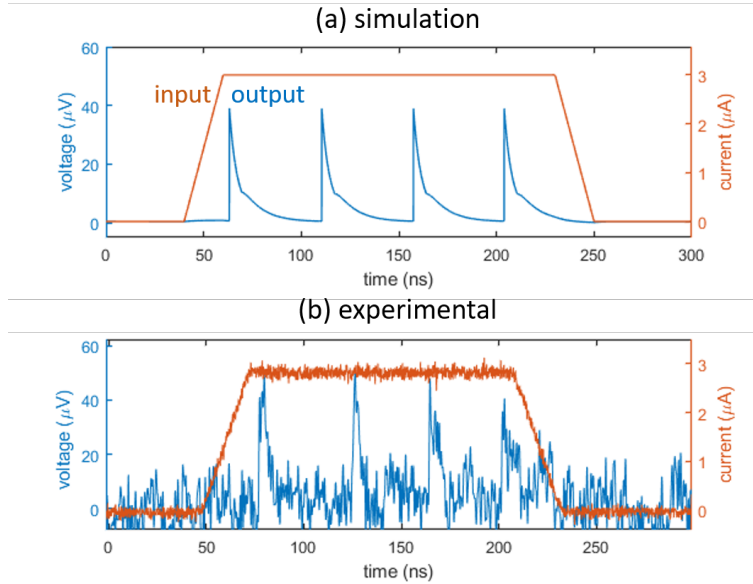 (a) simulation
60
40
20
0
voltage (μV)
input output
3
2
1
0
current (μA)
0 50 100 150 200 250 300
time (ns)
(b) experimental
60
40
20
0
voltage (μV)
3
2
1
0
current (μA)
0 50 100 150 200 250
time (ns)